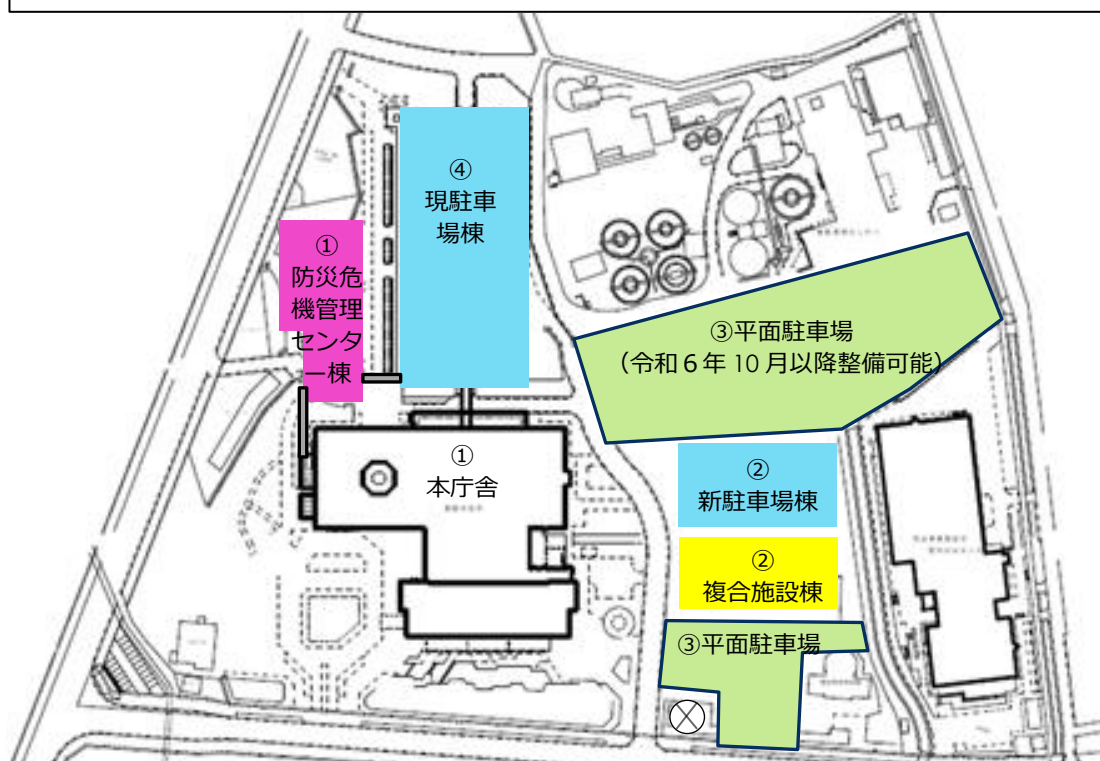 ④
現駐車
場棟
①
防災危
機管理
センタ
ー棟
③平面駐車場
（令和６年 10 月以降整備可能）
①
本庁舎
②
新駐車場棟
②
複合施設棟
③平面駐車場